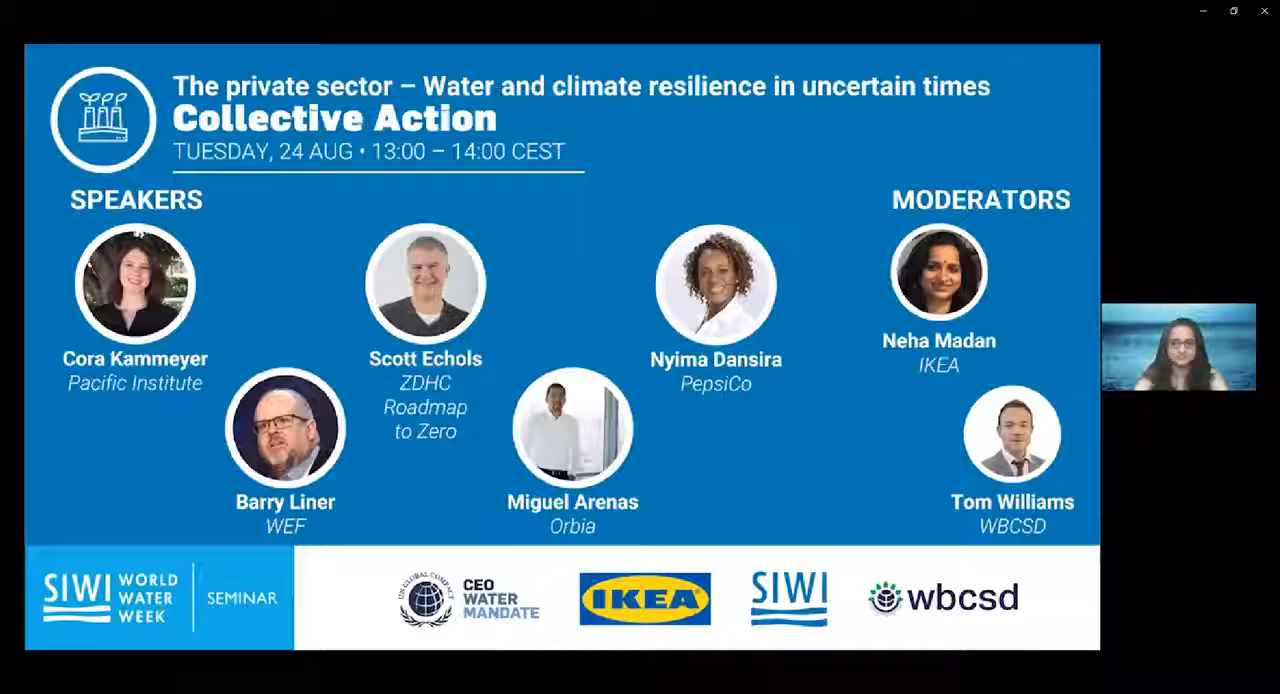 The private sector – Water and climate resilience in uncertain times
Collective Action
TUESDAY, 24 AUG • 13:00 – 14:00 CEST
SPEAKERS
MODERATORS
Cora Kammeyer
Pacific Institute
Scott Echols
ZDHC
Roadmap
to Zero
Nyima Dansira
PepsiCo
Neha Madan
IKEA
Barry Liner
WEF
Miguel Arenas
Orbia
Tom Williams
WBCSD
SIWI
WORLD
WATER
WEEK
SEMINAR
UN GLOBAL COMPACT
CEO
WATER
MANDATE
IKEA
SIWI
wbcsd